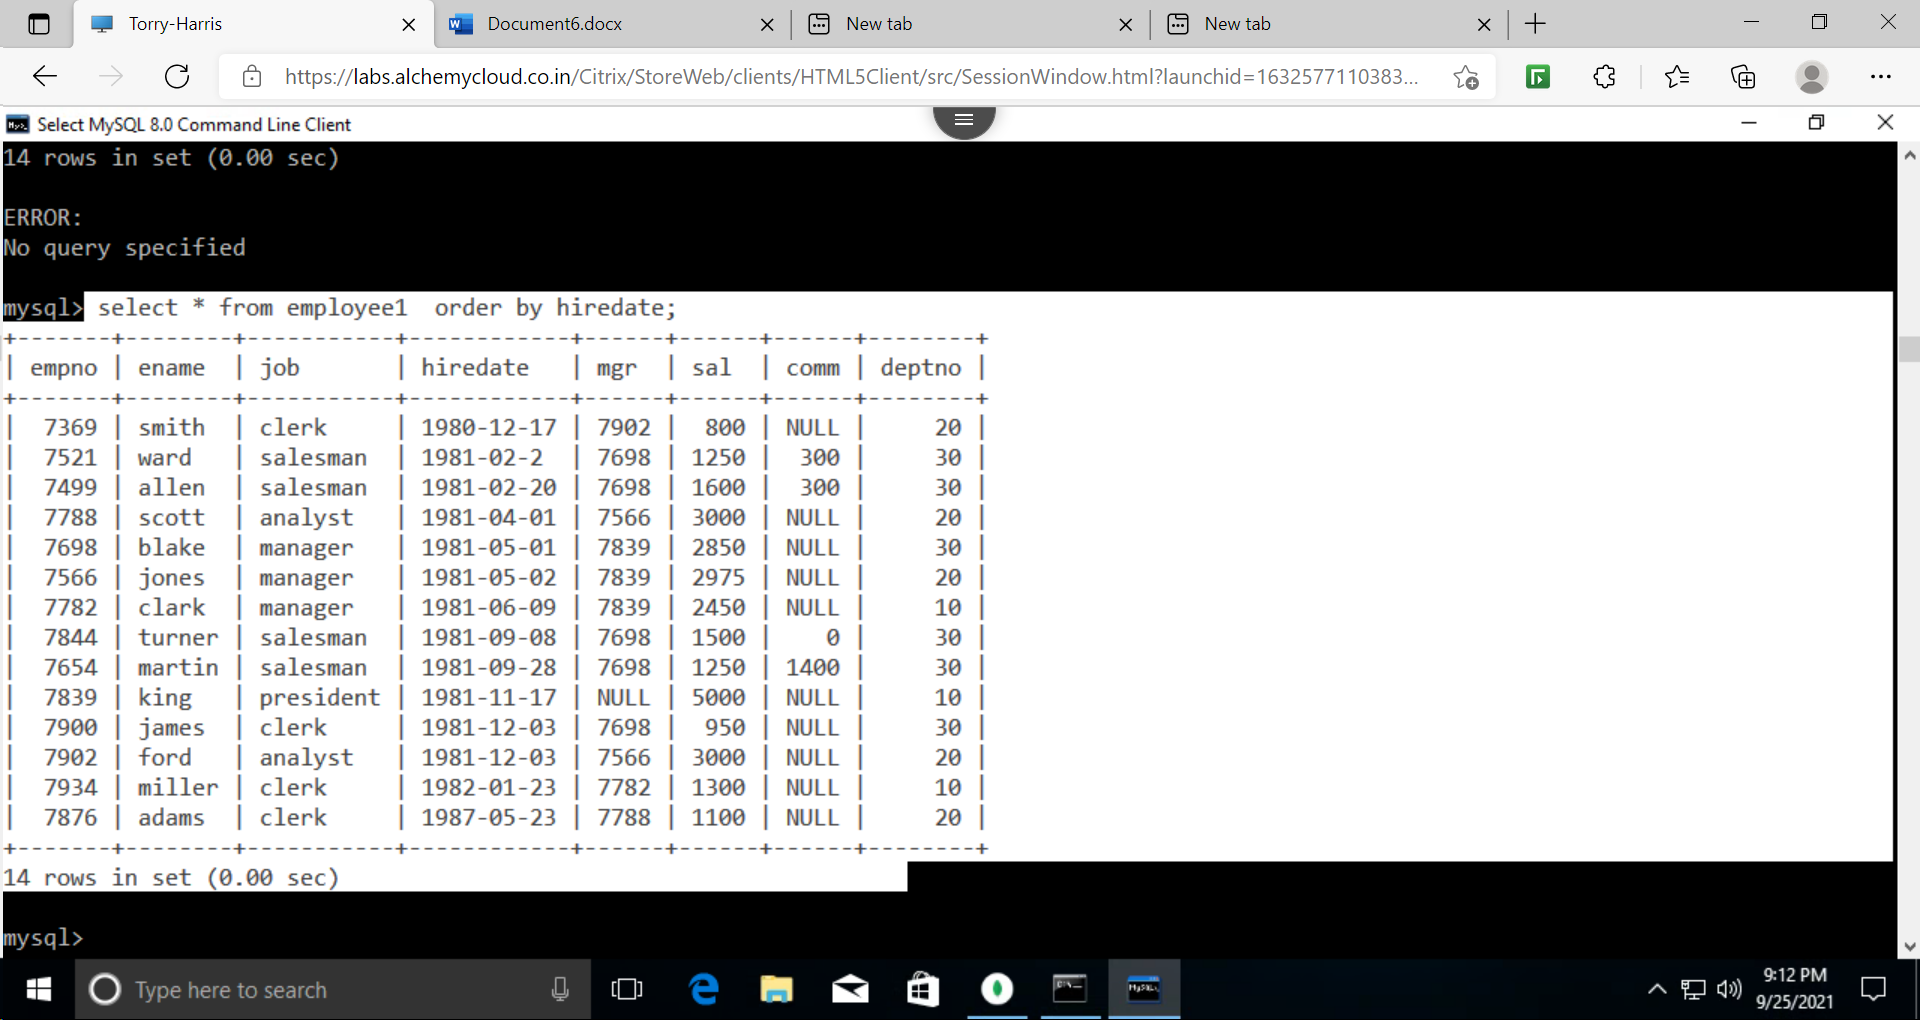 Torry-Harris
Document6.docx
New tab
New tab
https://labs.alchemycloud.co.in/Citrix/StoreWeb/clients/HTML5Client/src/SessionWindow.html?launchid=1632577110383...
Select MySQL 8.0 Command Line Client
14 rows in set (0.00 sec)
ERROR:
No query specified
mysql> select * from employee1  order by hiredate;
+-------+--------+-----------+------------+------+------+------+--------+
| empno | ename  | job       | hiredate   | mgr  | sal  | comm | deptno |
+-------+--------+-----------+------------+------+------+------+--------+
|  7369 | smith  | clerk     | 1980-12-17 | 7902 |  800 | NULL |     20 |
|  7521 | ward   | salesman  | 1981-02-2  | 7698 | 1250 |  300 |     30 |
|  7499 | allen  | salesman  | 1981-02-20 | 7698 | 1600 |  300 |     30 |
|  7788 | scott  | analyst   | 1981-04-01 | 7566 | 3000 | NULL |     20 |
|  7698 | blake  | manager   | 1981-05-01 | 7839 | 2850 | NULL |     30 |
|  7566 | jones  | manager   | 1981-05-02 | 7839 | 2975 | NULL |     20 |
|  7782 | clark  | manager   | 1981-06-09 | 7839 | 2450 | NULL |     10 |
|  7844 | turner | salesman  | 1981-09-08 | 7698 | 1500 |    0 |     30 |
|  7654 | martin | salesman  | 1981-09-28 | 7698 | 1250 | 1400 |     30 |
|  7839 | king   | president | 1981-11-17 | NULL | 5000 | NULL |     10 |
|  7900 | james  | clerk     | 1981-12-03 | 7698 |  950 | NULL |     30 |
|  7902 | ford   | analyst   | 1981-12-03 | 7566 | 3000 | NULL |     20 |
|  7934 | miller | clerk     | 1982-01-23 | 7782 | 1300 | NULL |     10 |
|  7876 | adams  | clerk     | 1987-05-23 | 7788 | 1100 | NULL |     20 |
+-------+--------+-----------+------------+------+------+------+--------+
14 rows in set (0.00 sec)
mysql>
Type here to search
9:12 PM
9/25/2021